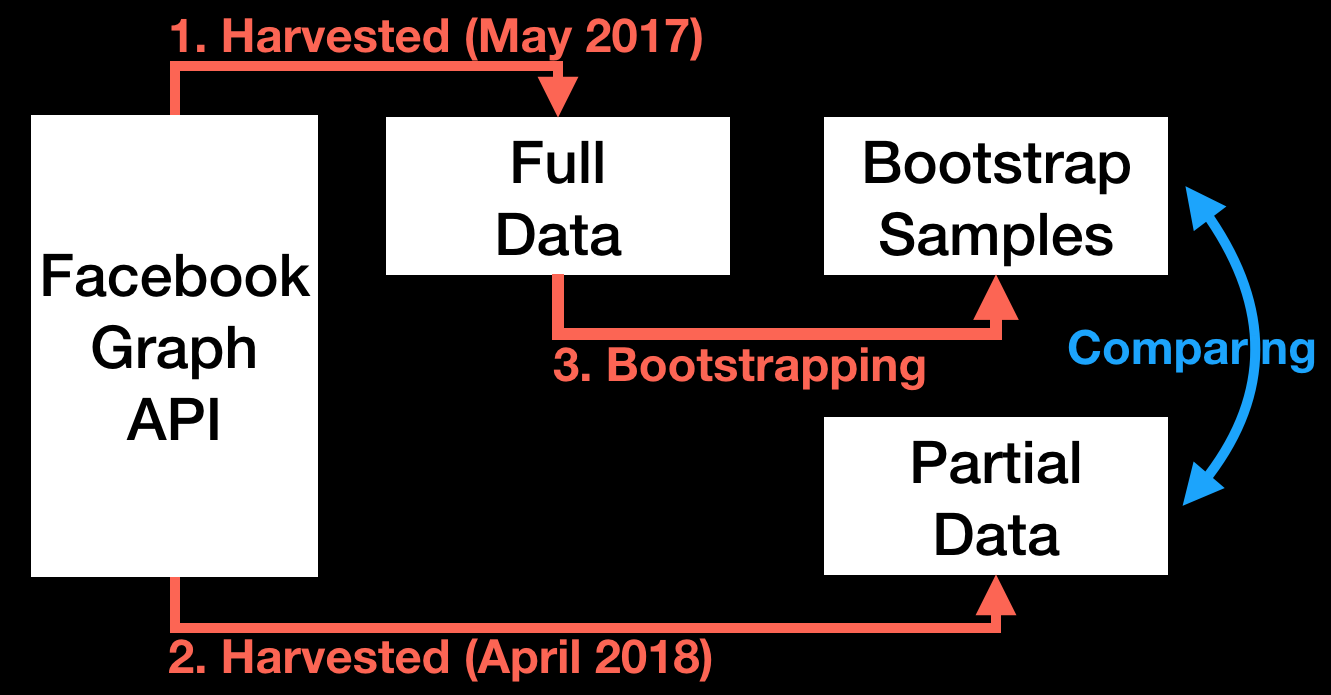 1. Harvested (May 2017)
Facebook
Graph
API
Full
Data
Bootstrap
Samples
3. Bootstrapping
Comparing
Partial
Data
2. Harvested (April 2018)